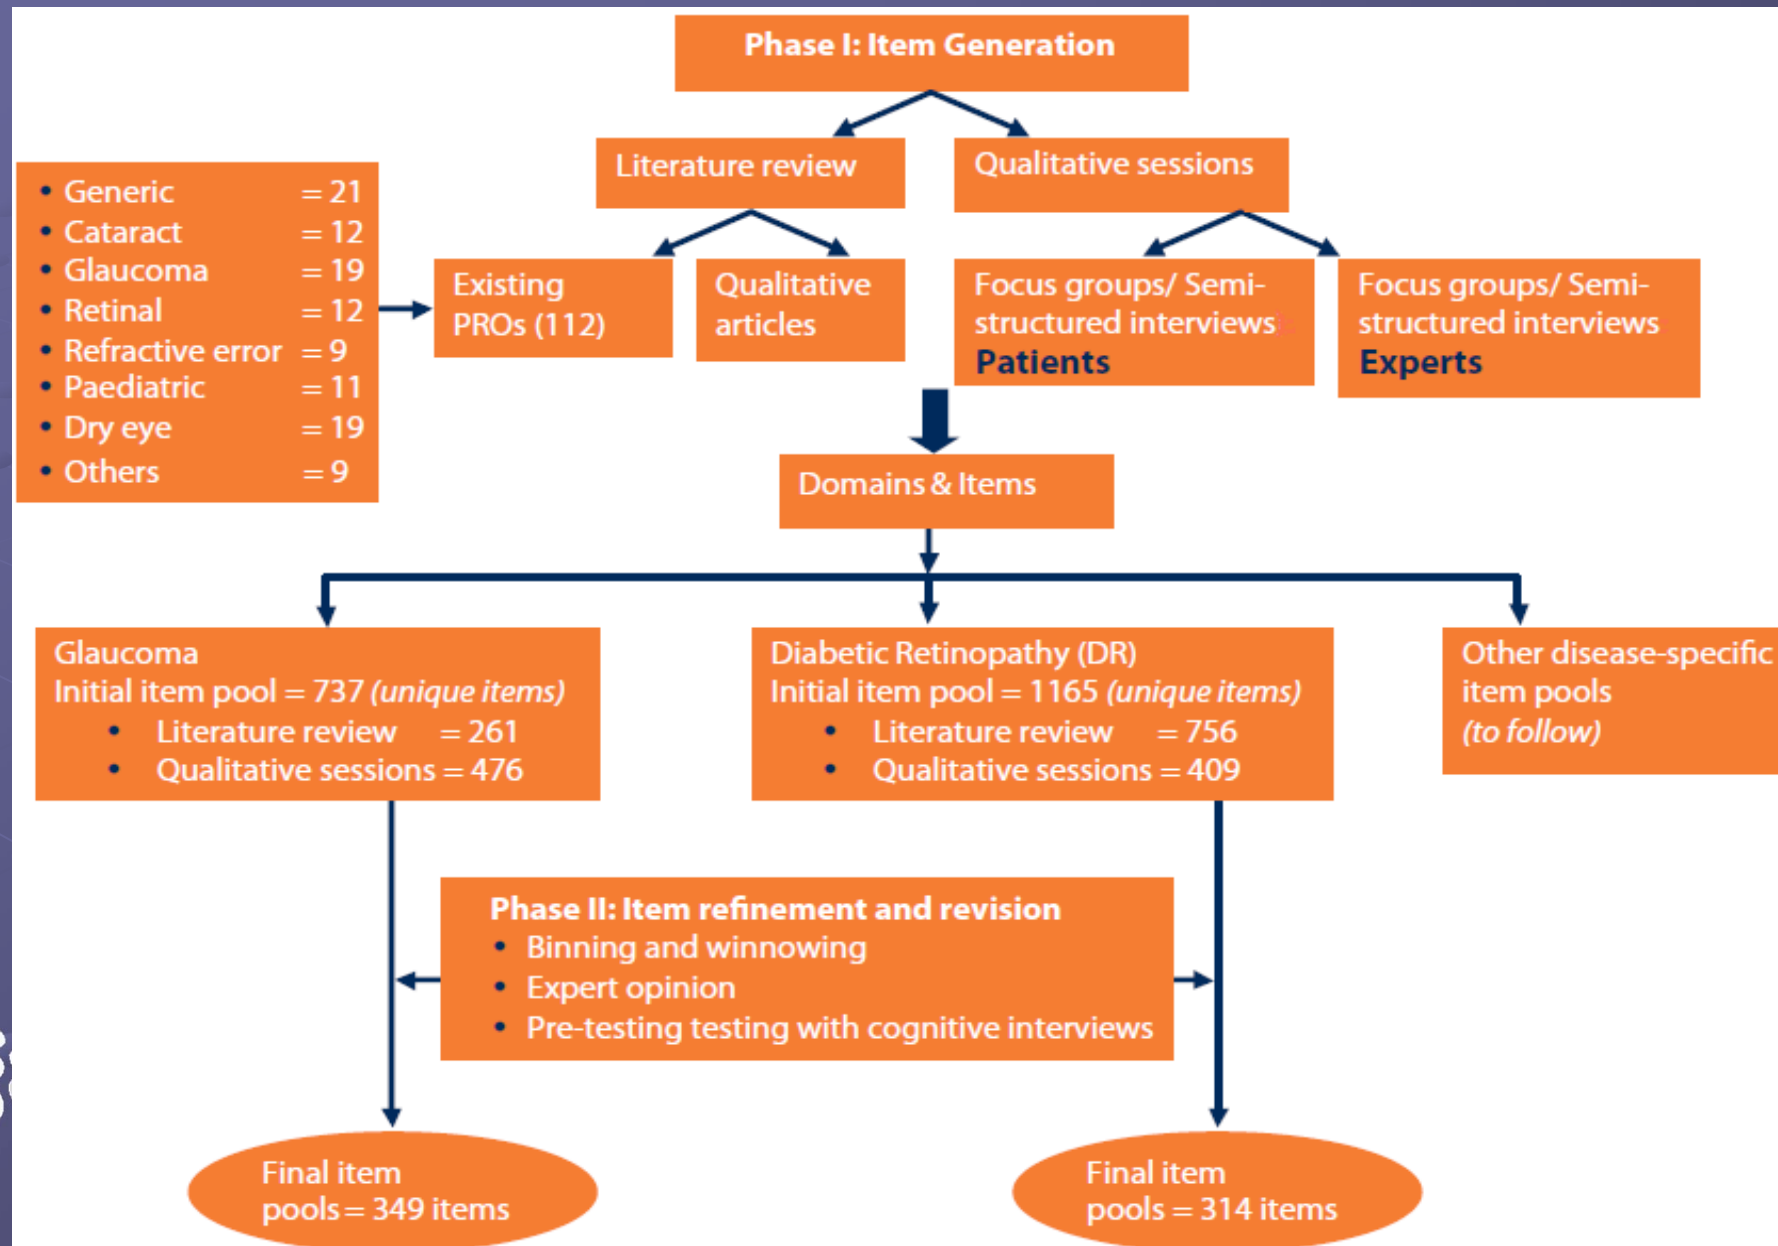 Phase I: Item Generation
Literature review
Qualitative sessions
• Generic = 21
• Cataract = 12
• Glaucoma = 19
• Retinal = 12
• Refractive error = 9
• Paediatric = 11
• Dry eye = 19
• Others = 9
Existing
PROs (112)
Qualitative
articles
Focus groups/ Semi-
structured interviews
Patients
Focus groups/ Semi-
structured interviews
Experts
Domains & Items
Glaucoma
Initial item pool = 737 (unique items)
• Literature review = 261
• Qualitative sessions = 476
Diabetic Retinopathy (DR)
Initial item pool = 1165 (unique items)
• Literature review = 756
• Qualitative sessions = 409
Other disease-specific
item pools
(to follow)
Phase II: Item refinement and revision
• Binning and winnowing
• Expert opinion
• Pre-testing testing with cognitive interviews
Final item
pools = 349 items
Final item
pools = 314 items